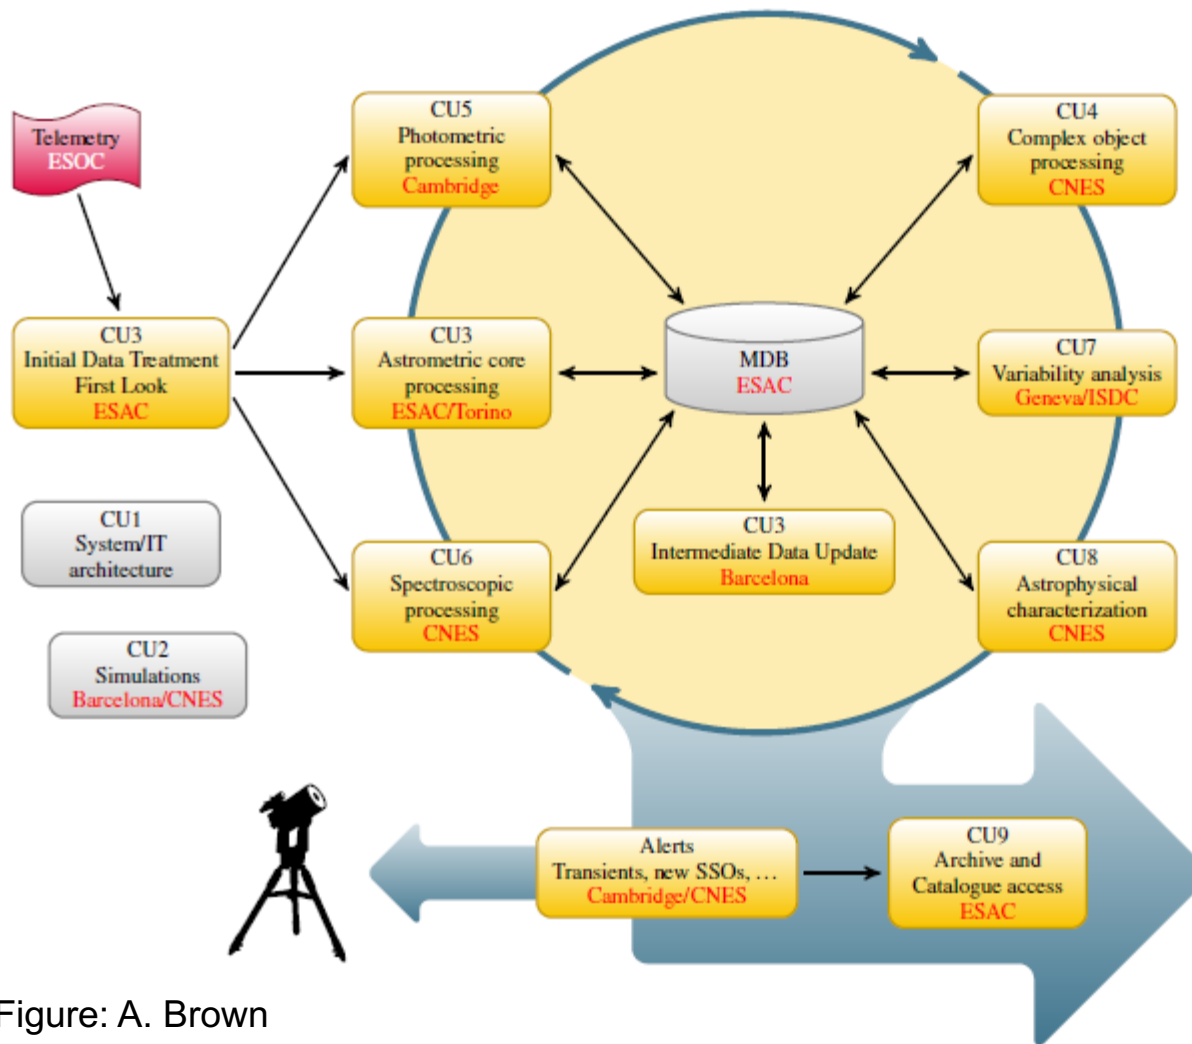 Telemetry
ESOC
CU3
Initial Data Treatment
First Look
ESAC
CU1
System/IT
architecture
CU2
Simulations
Barcelona/CNES
CU5
Photometric
processing
Cambridge
CU3
Astrometric core
processing
ESAC/Torino
CU6
Spectroscopic
processing
CNES
MDB
ESAC
CU3
Intermediate Data Update
Barcelona
CU4
Complex object
processing
CNES
CU7
Variability analysis
Geneva/ISDC
CU8
Astrophysical
characterization
CNES
Alerts
Transients, new SSOs, …
Cambridge/CNES
CU9
Archive and
Catalogue access
ESAC
Figure: A. Brown